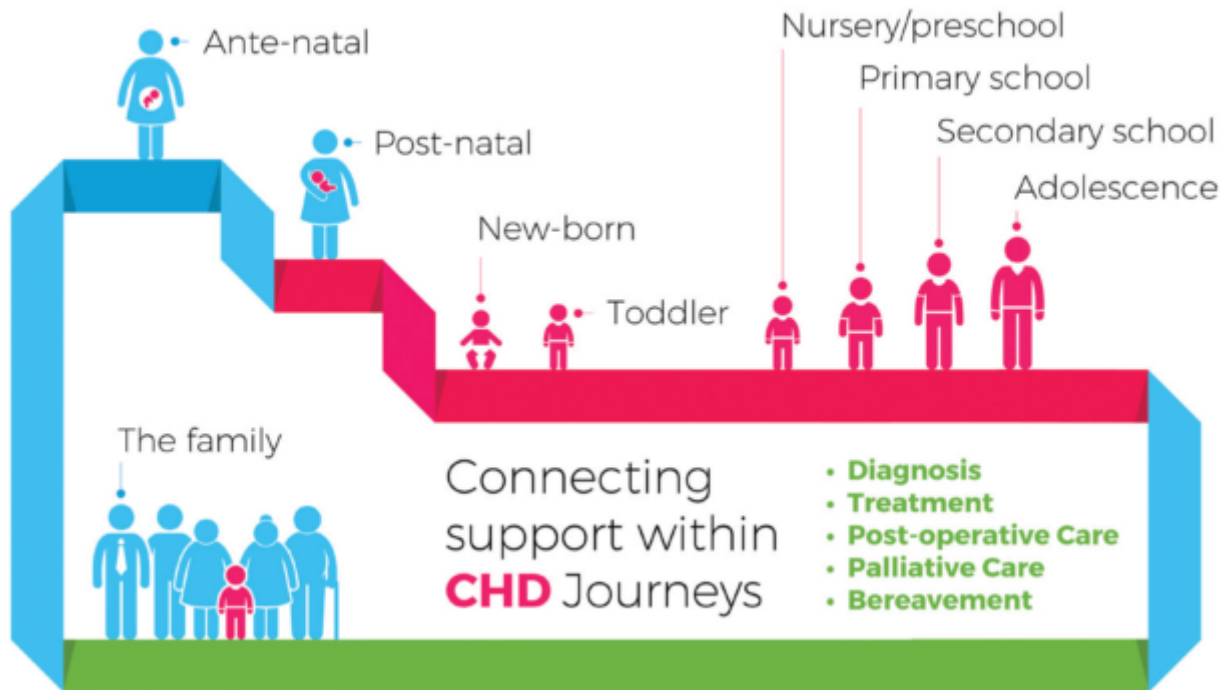 Ante-natal
Post-natal
New-born
Toddler
Nursery/preschool
Primary school
Secondary school
Adolescence
The family
Connecting
support within
CHD Journeys
• Diagnosis
• Treatment
• Post-operative Care
• Palliative Care
• Bereavement